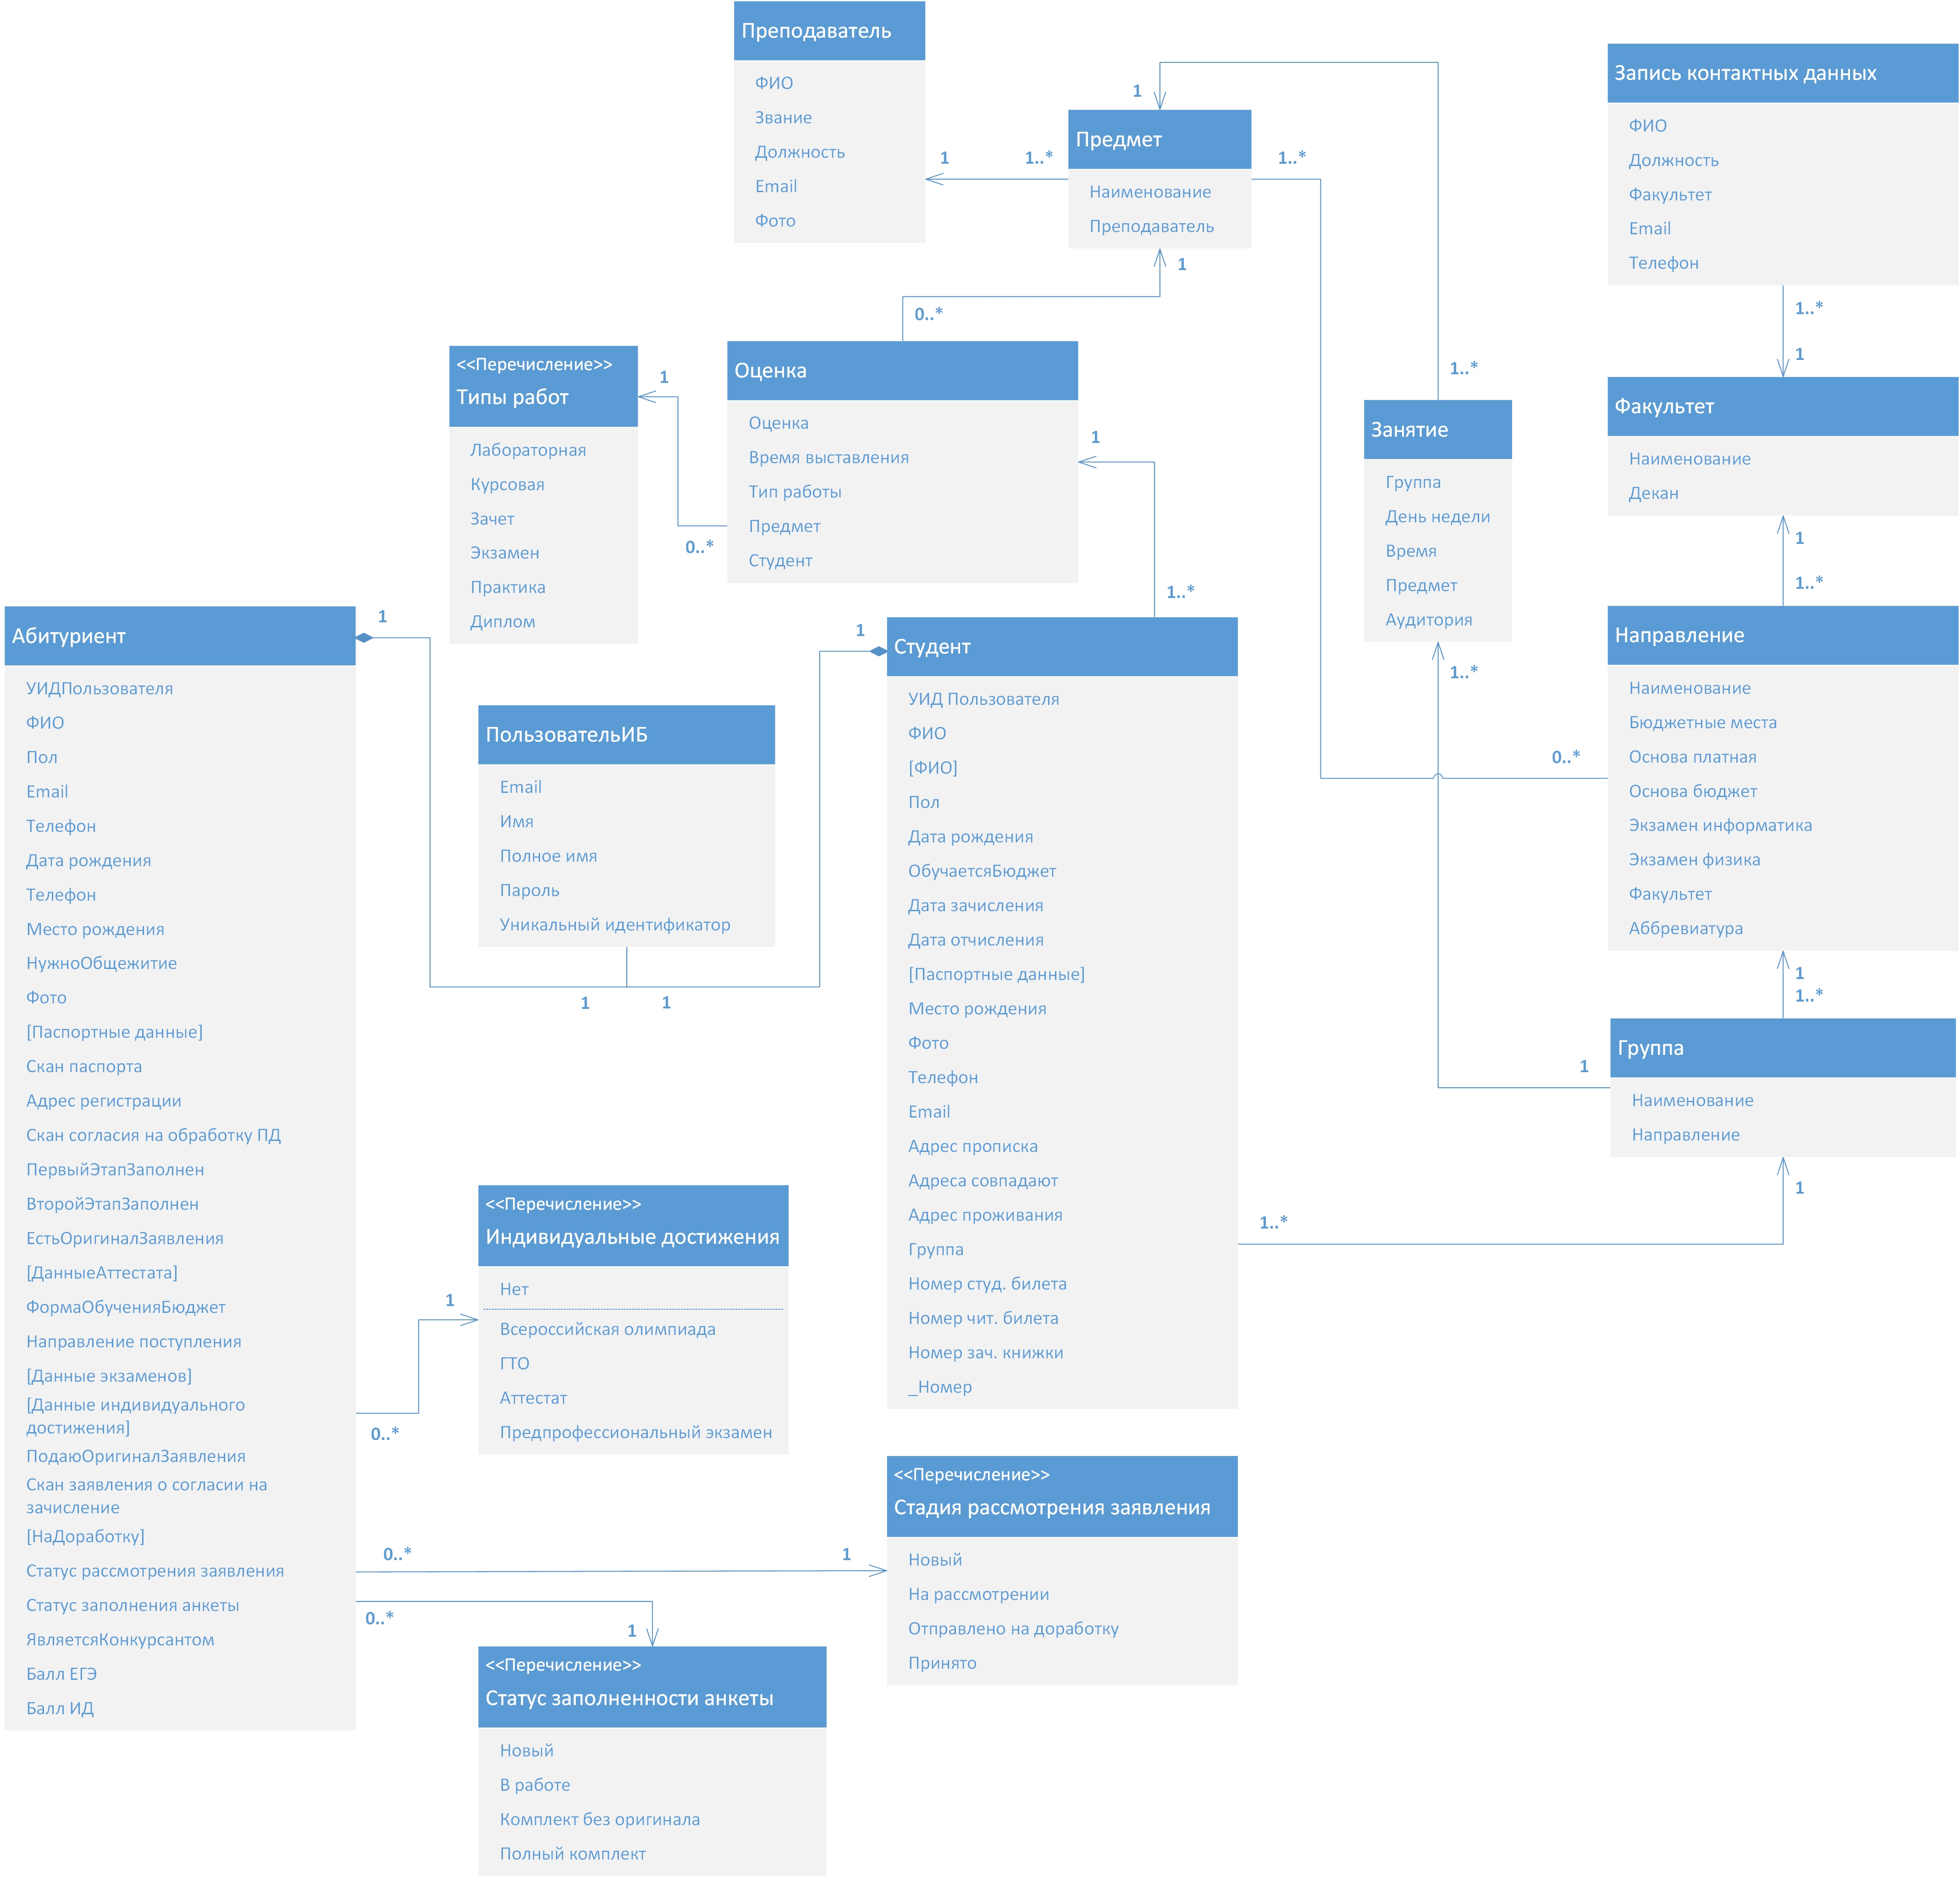 Преподаватель
ФИО
Звание
Должность
Email
Фото
1
1..*
Предмет
Наименование
Преподаватель
1
1..*
1
Запись контактных данных
ФИО
Должность
Факультет
Email
Телефон
1..*
1
Факультет
Наименование
Декан
1
1..*
0..*
Оценка
Оценка
Время выставления
Тип работы
Предмет
Студент
1
0..*
1
1..*
<<Перечисление>>
Типы работ
Лабораторная
Курсовая
Зачет
Экзамен
Практика
Диплом
1..*
Занятие
Группа
День недели
Время
Предмет
Аудитория
1..*
Направление
Наименование
Бюджетные места
Основа платная
Основа бюджет
Экзамен информатика
Экзамен физика
Факультет
Аббревиатура
0..*
1
1..*
Группа
Наименование
Направление
1
1
Абитуриент
УИДПользователя
ФИО
Пол
Email
Телефон
Дата рождения
Телефон
Место рождения
НужноОбщежитие
Фото
[Паспортные данные]
Скан паспорта
Адрес регистрации
Скан согласия на обработку ПД
ПервыйЭтапЗаполнен
ВторойЭтапЗаполнен
ЕстьОригиналЗаявления
[ДанныеАттестата]
ФормаОбученияБюджет
Направление поступления
[Данные экзаменов]
[Данные индивидуального
достижения]
ПодаюОригиналЗаявления
Скан заявления о согласии на
зачисление
[НаДоработку]
Статус рассмотрения заявления
Статус заполнения анкеты
ЯвляетсяКонкурсантом
Балл ЕГЭ
Балл ИД
1
1
ПользовательИБ
Email
Имя
Полное имя
Пароль
Уникальный идентификатор
1
1
Студент
УИД Пользователя
ФИО
[ФИО]
Пол
Дата рождения
ОбучаетсяБюджет
Дата зачисления
Дата отчисления
[Паспортные данные]
Место рождения
Фото
Телефон
Email
Адрес прописка
Адреса совпадают
Адрес проживания
Группа
Номер студ. билета
Номер чит. билета
Номер зач. книжки
_Номер
1..*
<<Перечисление>>
Индивидуальные достижения
Нет
Всероссийская олимпиада
ГТО
Аттестат
Предпрофессиональный экзамен
1
0..*
<<Перечисление>>
Стадия рассмотрения заявления
Новый
На рассмотрении
Отправлено на доработку
Принято
0..*
1
0..*
1
<<Перечисление>>
Статус заполненности анкеты
Новый
В работе
Комплект без оригинала
Полный комплект